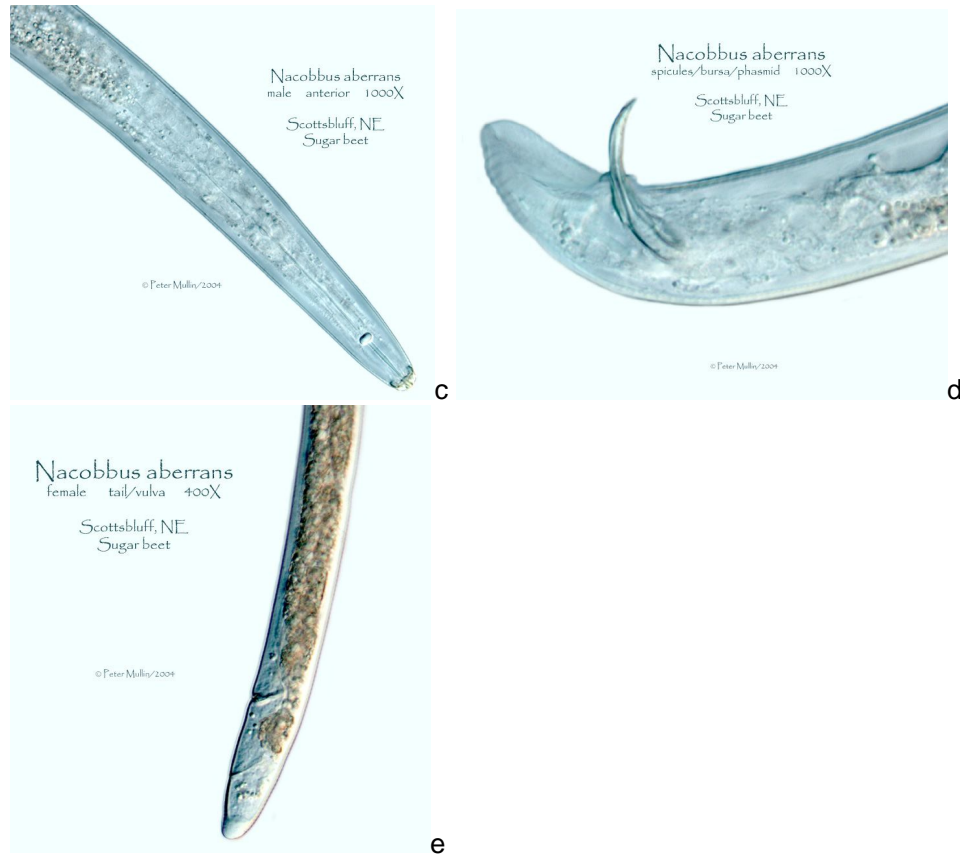 Nacobbus aberrans
male anterior 1000X
Scottsbluff, NE
Sugar beet
© Peter Mullin/2004
c
Nacobbus aberrans
spicules/bursa/phasmid 1000X
Scottsbluff, NE
Sugar beet
© Peter Mullin/2004
d
Nacobbus aberrans
female tail/vulva 400X
Scottsbluff, NE
Sugar beet
© Peter Mullin/2004
e